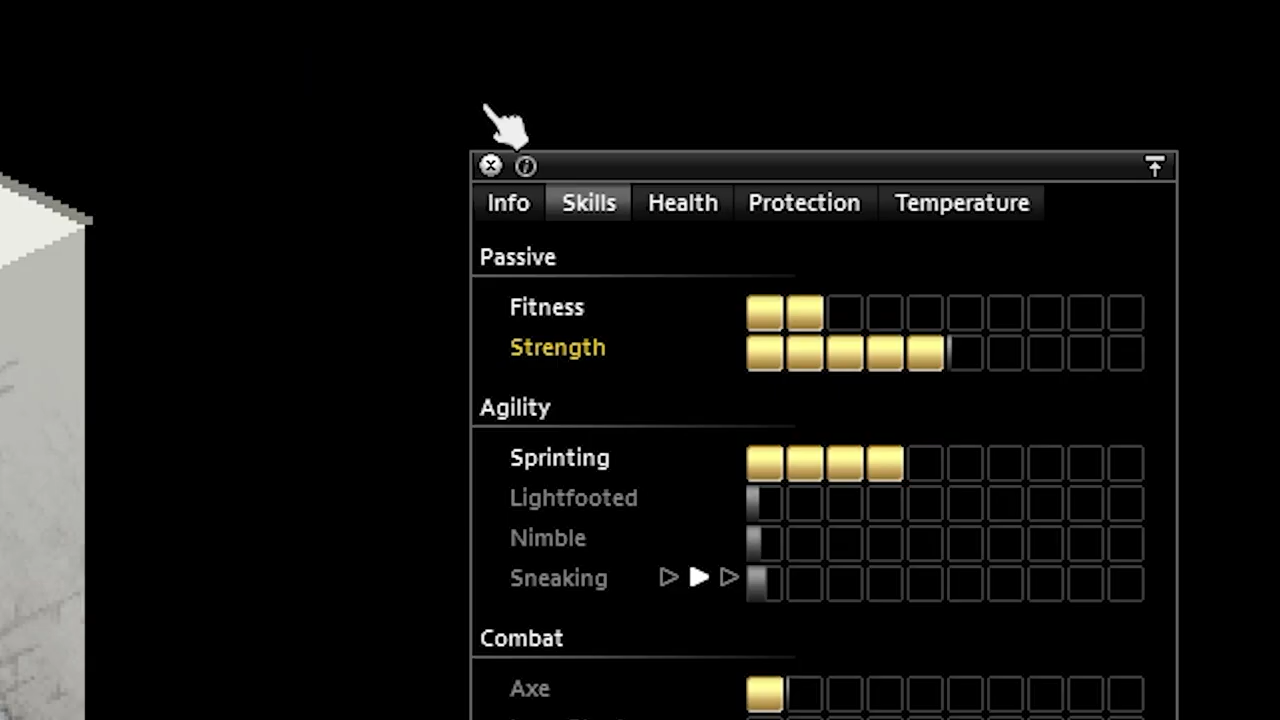 Info Skills Health Protection Temperature
Passive
Fitness
Strength
Agility
Sprinting
Lightfooted
Nimble
Sneaking
Combat
Axe